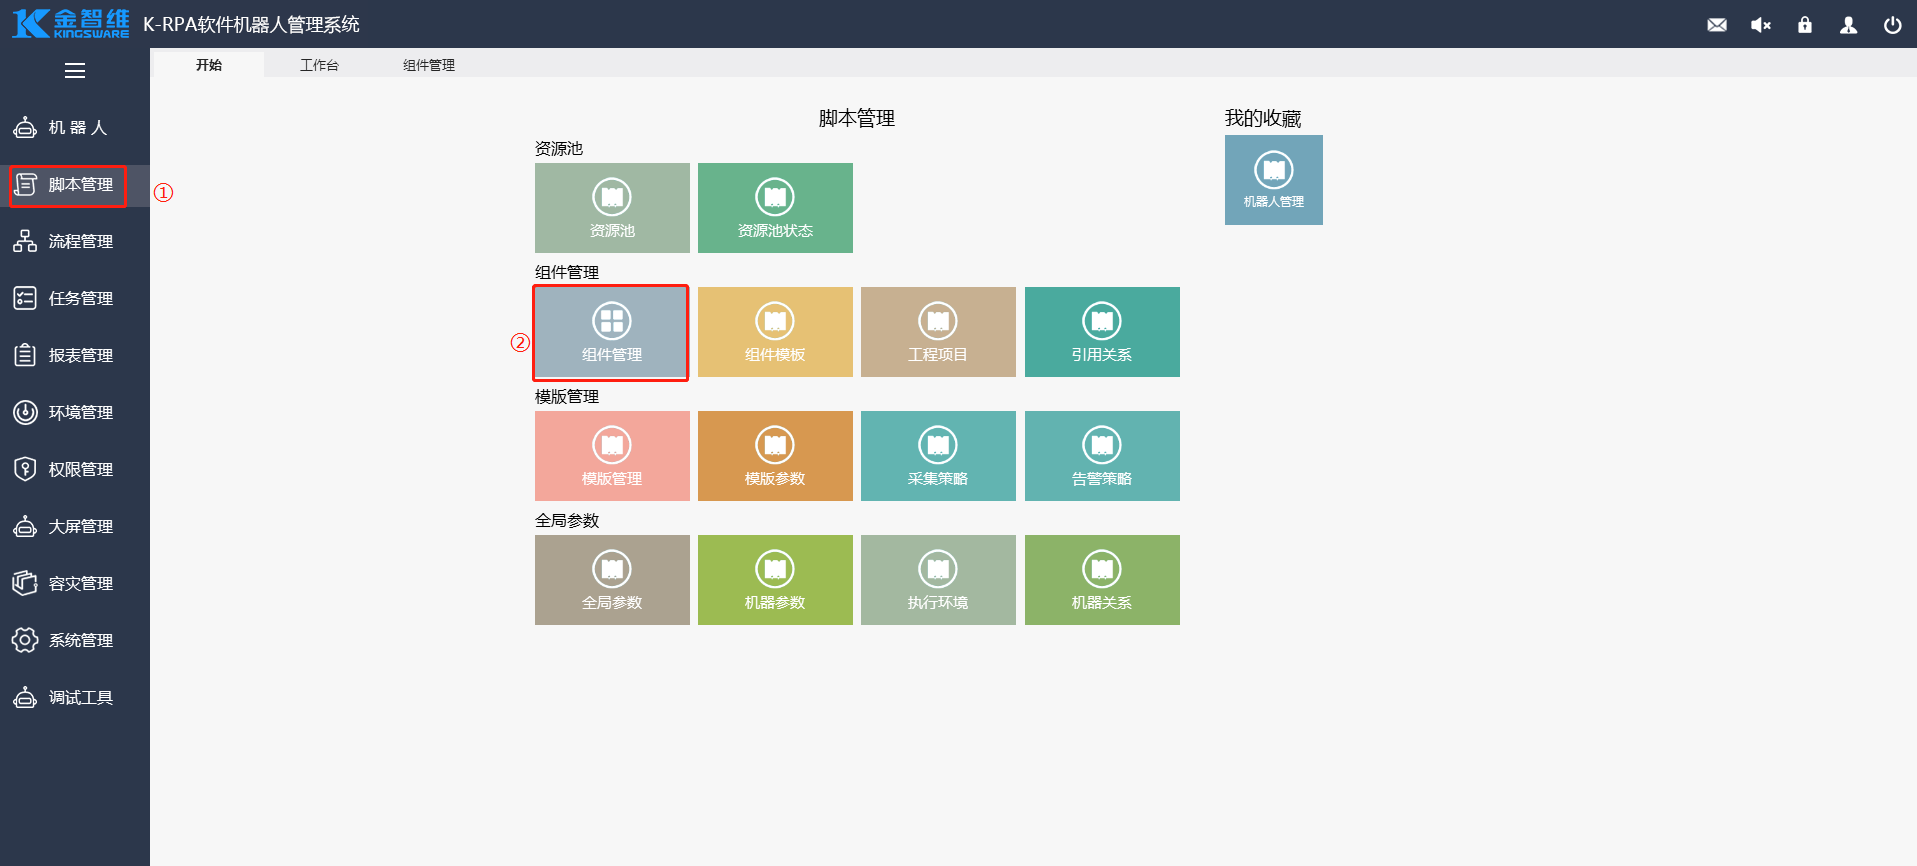 金智维 KINGSWARE K-RPA软件机器人管理系统
开始 工作台 组件管理
机 器 人
脚本管理 ①
流程管理
任务管理
报表管理
环境管理
权限管理
大屏管理
容灾管理
系统管理
调试工具
脚本管理
资源池
资源池 资源池状态
组件管理
② 组件管理 组件模板 工程项目 引用关系
模版管理
模版管理 模版参数 采集策略 告警策略
全局参数
全局参数 机器参数 执行环境 机器关系
我的收藏
机器人管理